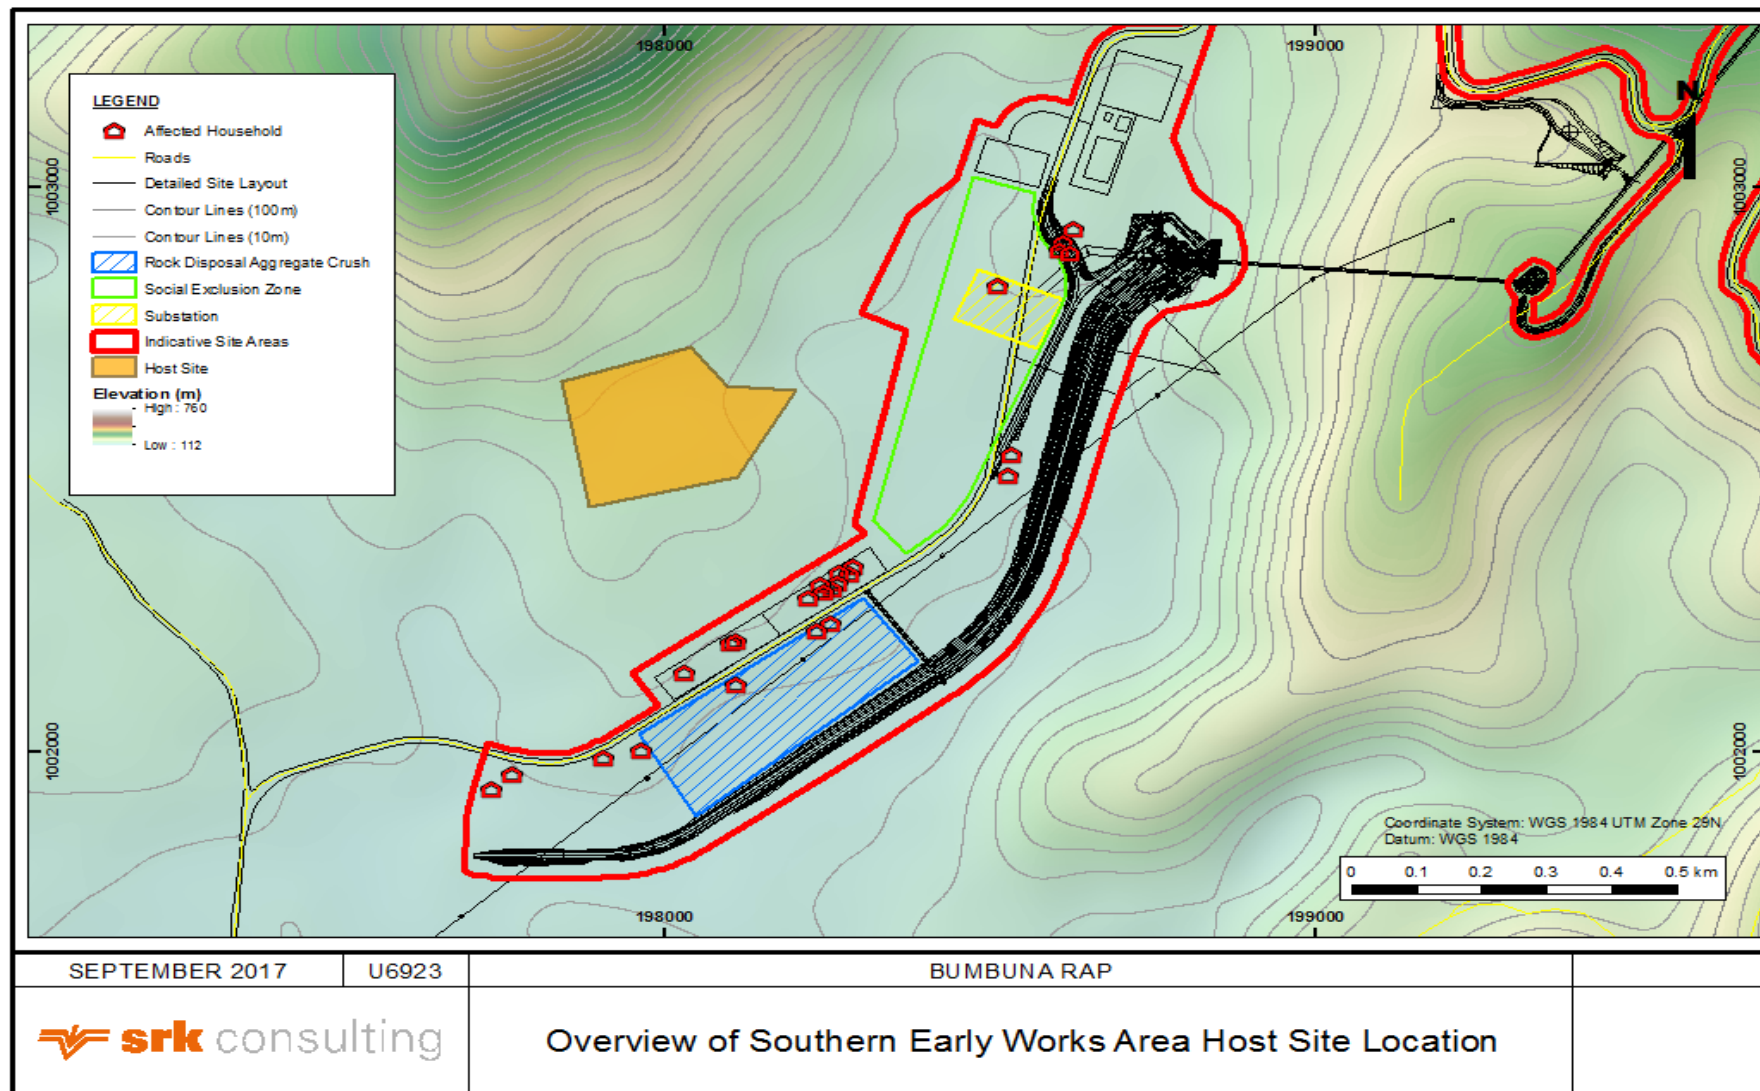 198000
199000
N
LEGEND
Affected Household
Roads
Detailed Site Layout
Contour Lines (100m)
Contour Lines (10m)
Rock Disposal Aggregate Crush
Social Exclusion Zone
Substation
Indicative Site Areas
Host Site
Elevation (m)
High : 760
Low : 112
1003000
1003000
1002000
1002000
Coordinate System: WGS 1984 UTM Zone 29N
Datum: WGS 1984
0 0.1 0.2 0.3 0.4 0.5 km
198000
199000
SEPTEMBER 2017
U6923
BUMBUNA RAP
srk consulting
Overview of Southern Early Works Area Host Site Location